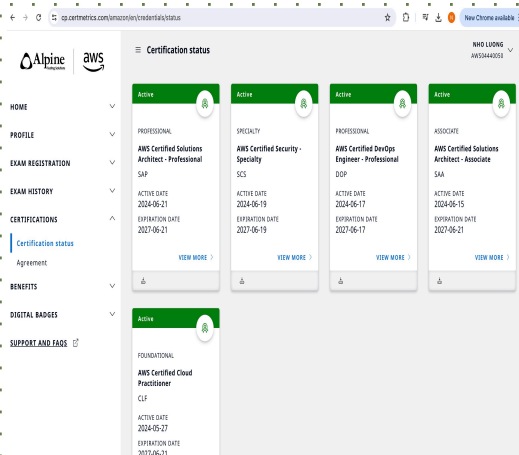 cp.certmetrics.com/amazon/en/credentials/status
New Chrome available
Alpine
aws
Certification status
NHO LUONG
AWS04440050
HOME
PROFILE
EXAM REGISTRATION
EXAM HISTORY
CERTIFICATIONS
Certification status
Agreement
BENEFITS
DIGITAL BADGES
SUPPORT AND FAQS
Active
PROFESSIONAL
AWS Certified Solutions
Architect - Professional
SAP
ACTIVE DATE
2024-06-21
EXPIRATION DATE
2027-06-21
VIEW MORE
Active
SPECIALTY
AWS Certified Security -
Specialty
SCS
ACTIVE DATE
2024-06-19
EXPIRATION DATE
2027-06-19
VIEW MORE
Active
PROFESSIONAL
AWS Certified DevOps
Engineer - Professional
DOP
ACTIVE DATE
2024-06-17
EXPIRATION DATE
2027-06-17
VIEW MORE
Active
ASSOCIATE
AWS Certified Solutions
Architect - Associate
SAA
ACTIVE DATE
2024-06-15
EXPIRATION DATE
2027-06-21
VIEW MORE
Active
FOUNDATIONAL
AWS Certified Cloud
Practitioner
CLF
ACTIVE DATE
2024-05-27
EXPIRATION DATE
2027-06-21